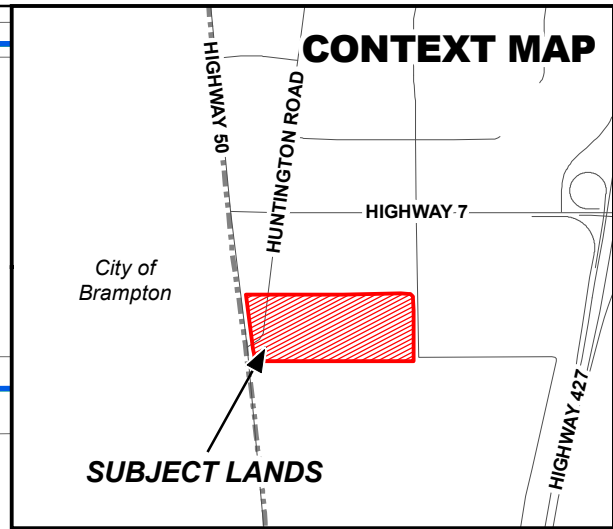 CONTEXT MAP
HIGHWAY 50
HUNTINGTON ROAD
HIGHWAY 7
City of
Brampton
HIGHWAY 427
SUBJECT LANDS